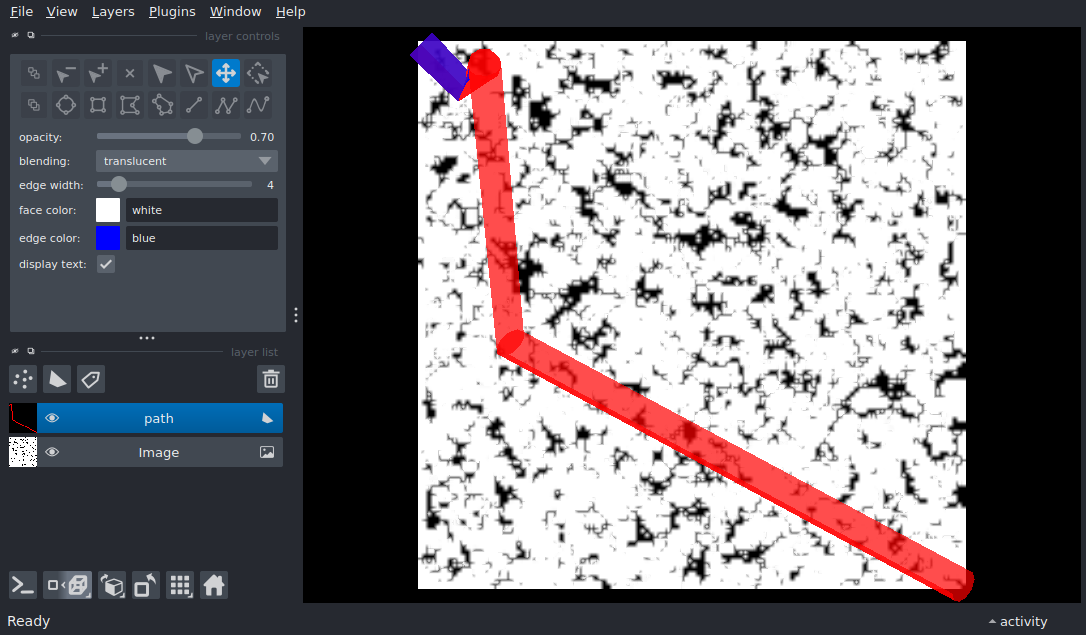 File View Layers Plugins Window Help
layer controls
opacity: 0.70
blending: translucent
edge width: 4
face color: white
edge color: blue
display text:
layer list
path
Image
Ready activity